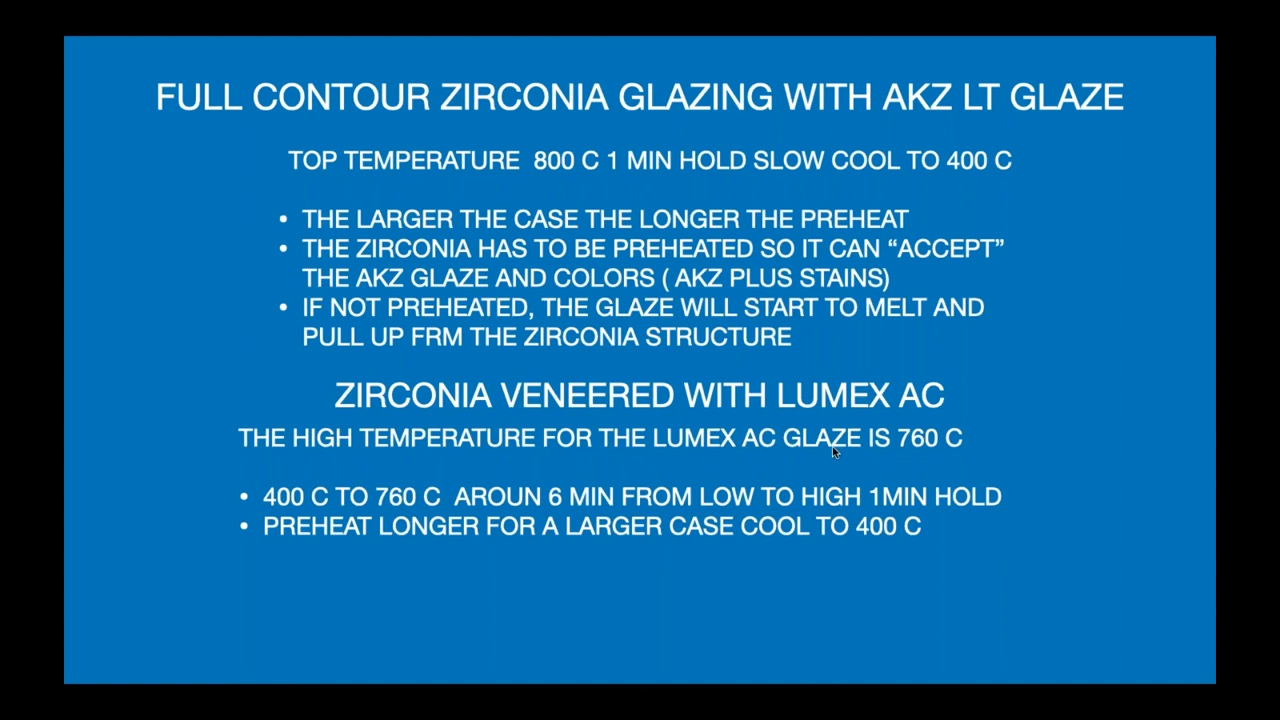 FULL CONTOUR ZIRCONIA GLAZING WITH AKZ LT GLAZE
TOP TEMPERATURE  800 C 1 MIN HOLD SLOW COOL TO 400 C
• THE LARGER THE CASE THE LONGER THE PREHEAT
• THE ZIRCONIA HAS TO BE PREHEATED SO IT CAN “ACCEPT”
THE AKZ GLAZE AND COLORS ( AKZ PLUS STAINS)
• IF NOT PREHEATED, THE GLAZE WILL START TO MELT AND
PULL UP FRM THE ZIRCONIA STRUCTURE
ZIRCONIA VENEERED WITH LUMEX AC
THE HIGH TEMPERATURE FOR THE LUMEX AC GLAZE IS 760 C
• 400 C TO 760 C  AROUN 6 MIN FROM LOW TO HIGH 1MIN HOLD
• PREHEAT LONGER FOR A LARGER CASE COOL TO 400 C